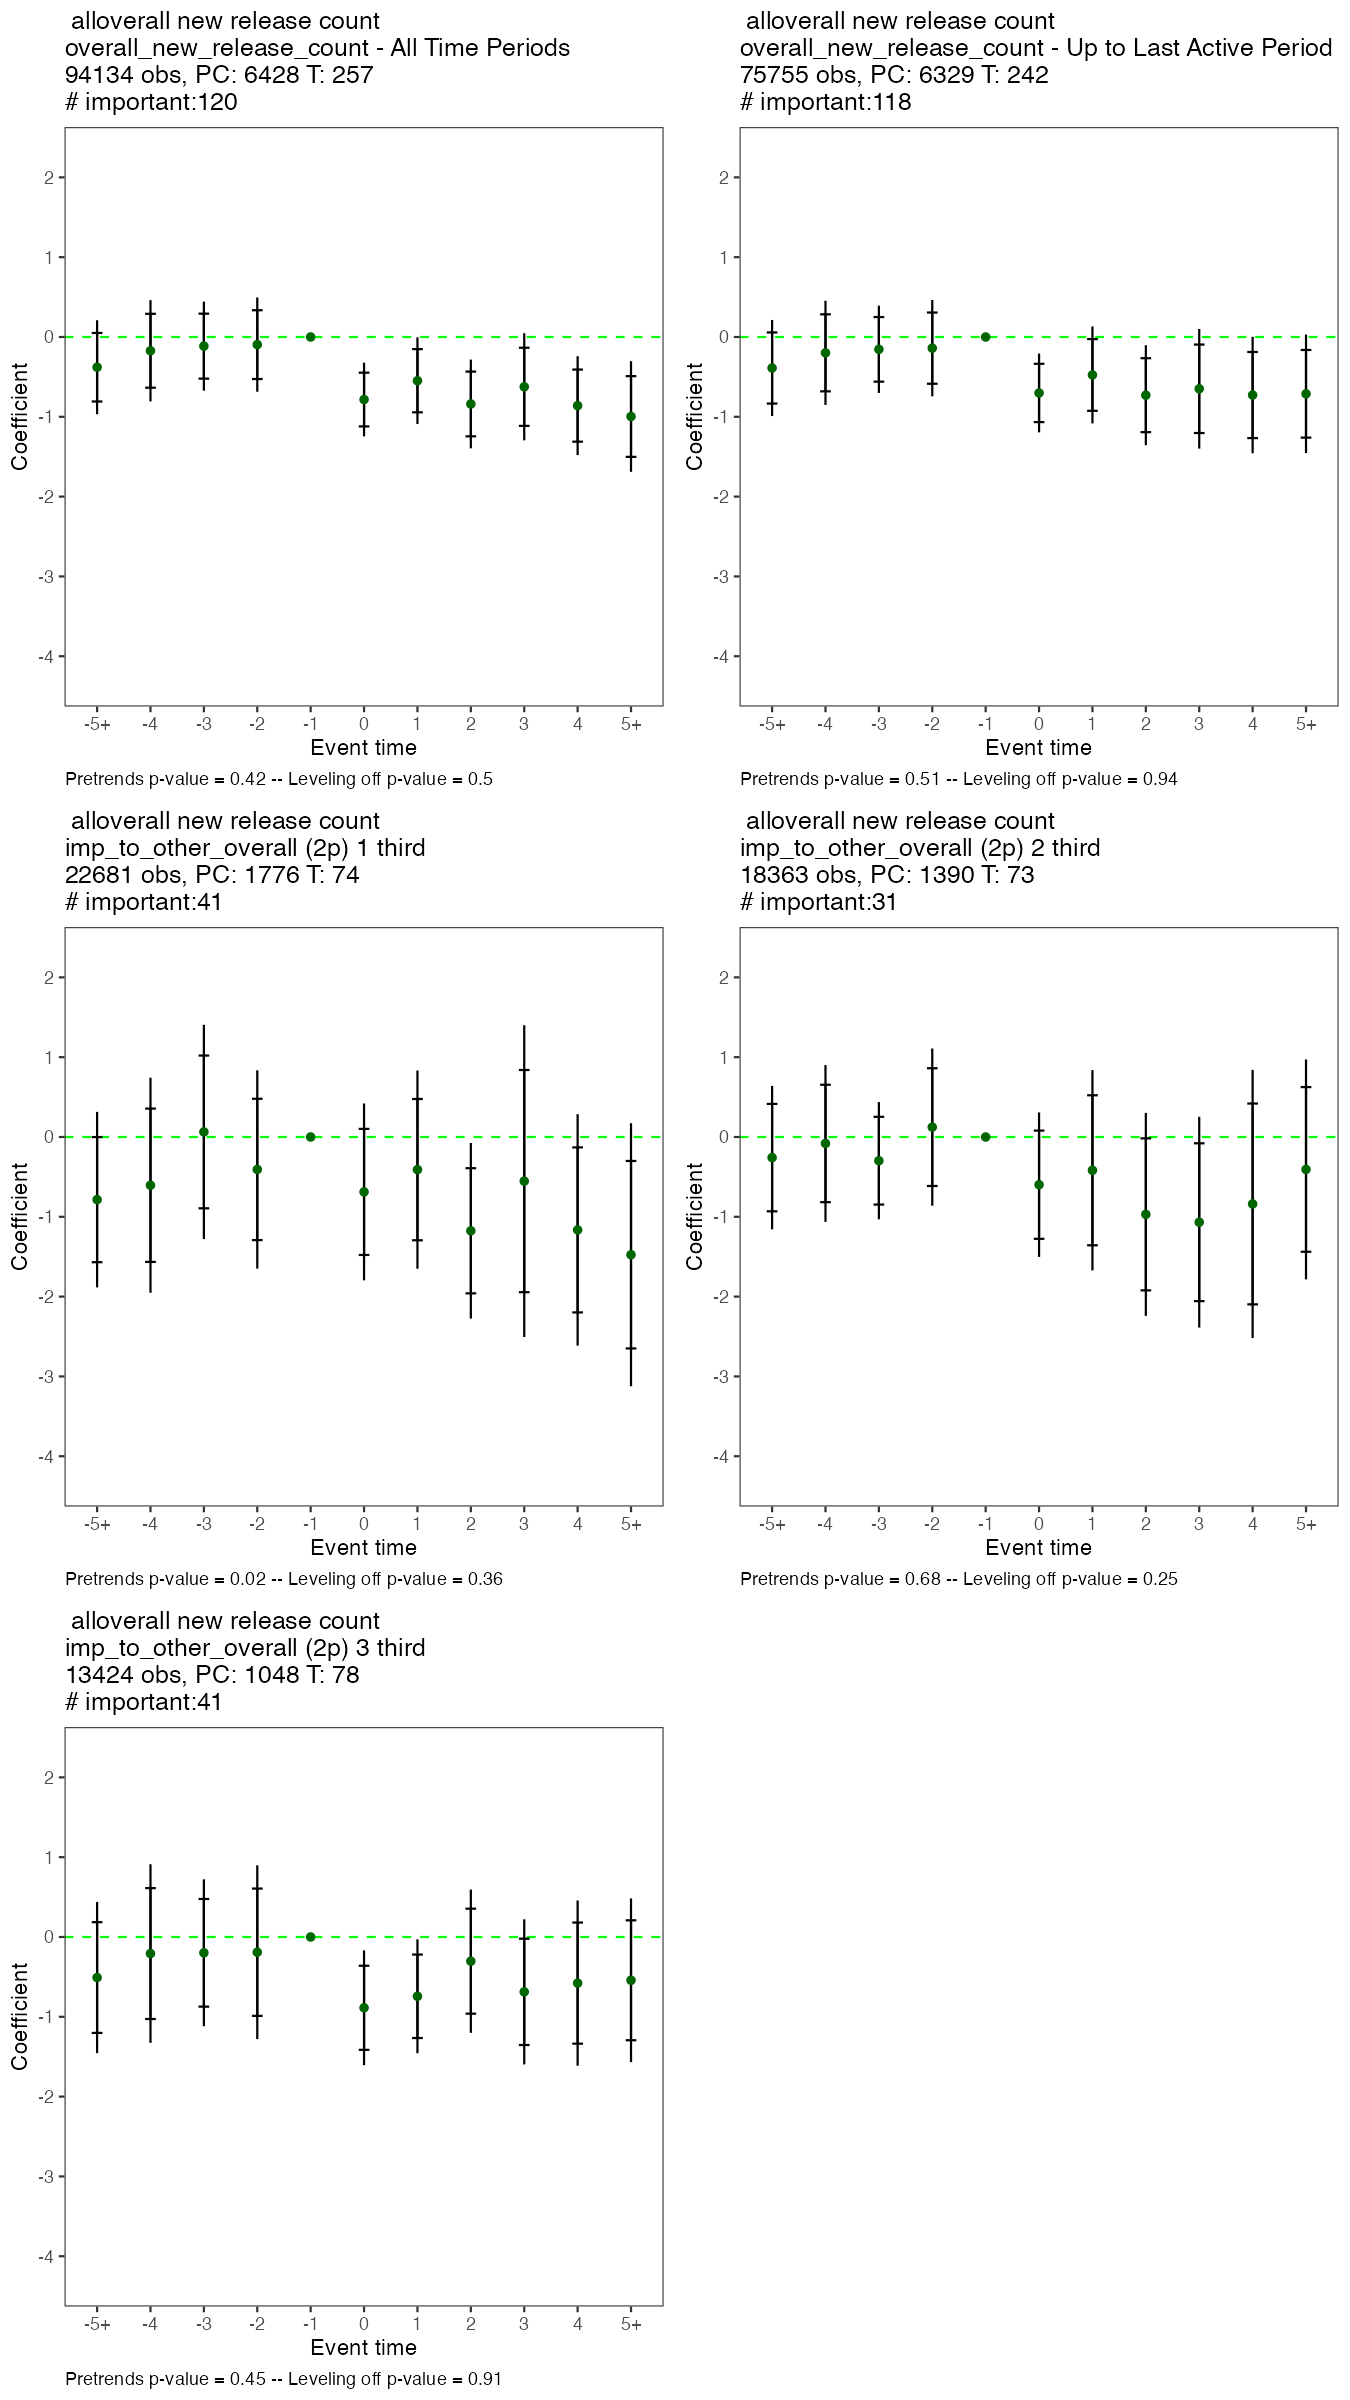 alloverall new release count
overall_new_release_count - All Time Periods
94134 obs, PC: 6428 T: 257
# important:120
2
1
0
-1
-2
-3
-4
Coefficient
-5+ -4 -3 -2 -1 0 1 2 3 4 5+
Event time
Pretrends p-value = 0.42 -- Leveling off p-value = 0.5
alloverall new release count
overall_new_release_count - Up to Last Active Period
75755 obs, PC: 6329 T: 242
# important:118
2
1
0
-1
-2
-3
-4
Coefficient
-5+ -4 -3 -2 -1 0 1 2 3 4 5+
Event time
Pretrends p-value = 0.51 -- Leveling off p-value = 0.94
alloverall new release count
imp_to_other_overall (2p) 1 third
22681 obs, PC: 1776 T: 74
# important:41
2
1
0
-1
-2
-3
-4
Coefficient
-5+ -4 -3 -2 -1 0 1 2 3 4 5+
Event time
Pretrends p-value = 0.02 -- Leveling off p-value = 0.36
alloverall new release count
imp_to_other_overall (2p) 2 third
18363 obs, PC: 1390 T: 73
# important:31
2
1
0
-1
-2
-3
-4
Coefficient
-5+ -4 -3 -2 -1 0 1 2 3 4 5+
Event time
Pretrends p-value = 0.68 -- Leveling off p-value = 0.25
alloverall new release count
imp_to_other_overall (2p) 3 third
13424 obs, PC: 1048 T: 78
# important:41
2
1
0
-1
-2
-3
-4
Coefficient
-5+ -4 -3 -2 -1 0 1 2 3 4 5+
Event time
Pretrends p-value = 0.45 -- Leveling off p-value = 0.91